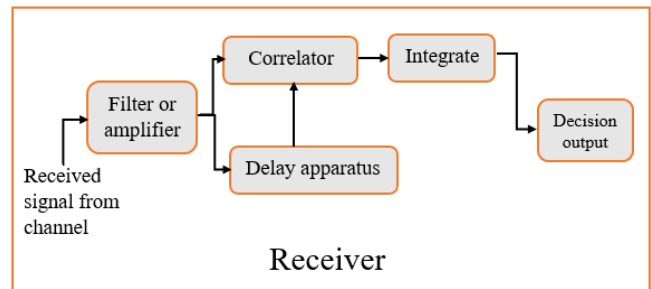 Correlator
Integrate
Filter or
amplifier
Decision
output
Delay apparatus
Received
signal from
channel
Receiver